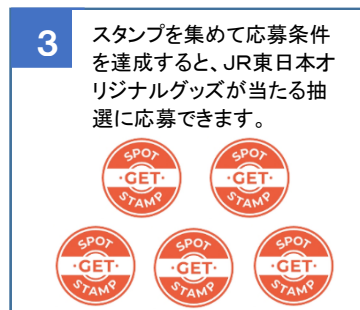 3
スタンプを集めて応募条件
を達成すると、JR東日本オ
リジナルグッズが当たる抽
選に応募できます。
SPOT
・GET・
STAMP
SPOT
・GET・
STAMP
SPOT
・GET・
STAMP
SPOT
・GET・
STAMP
SPOT
・GET・
STAMP